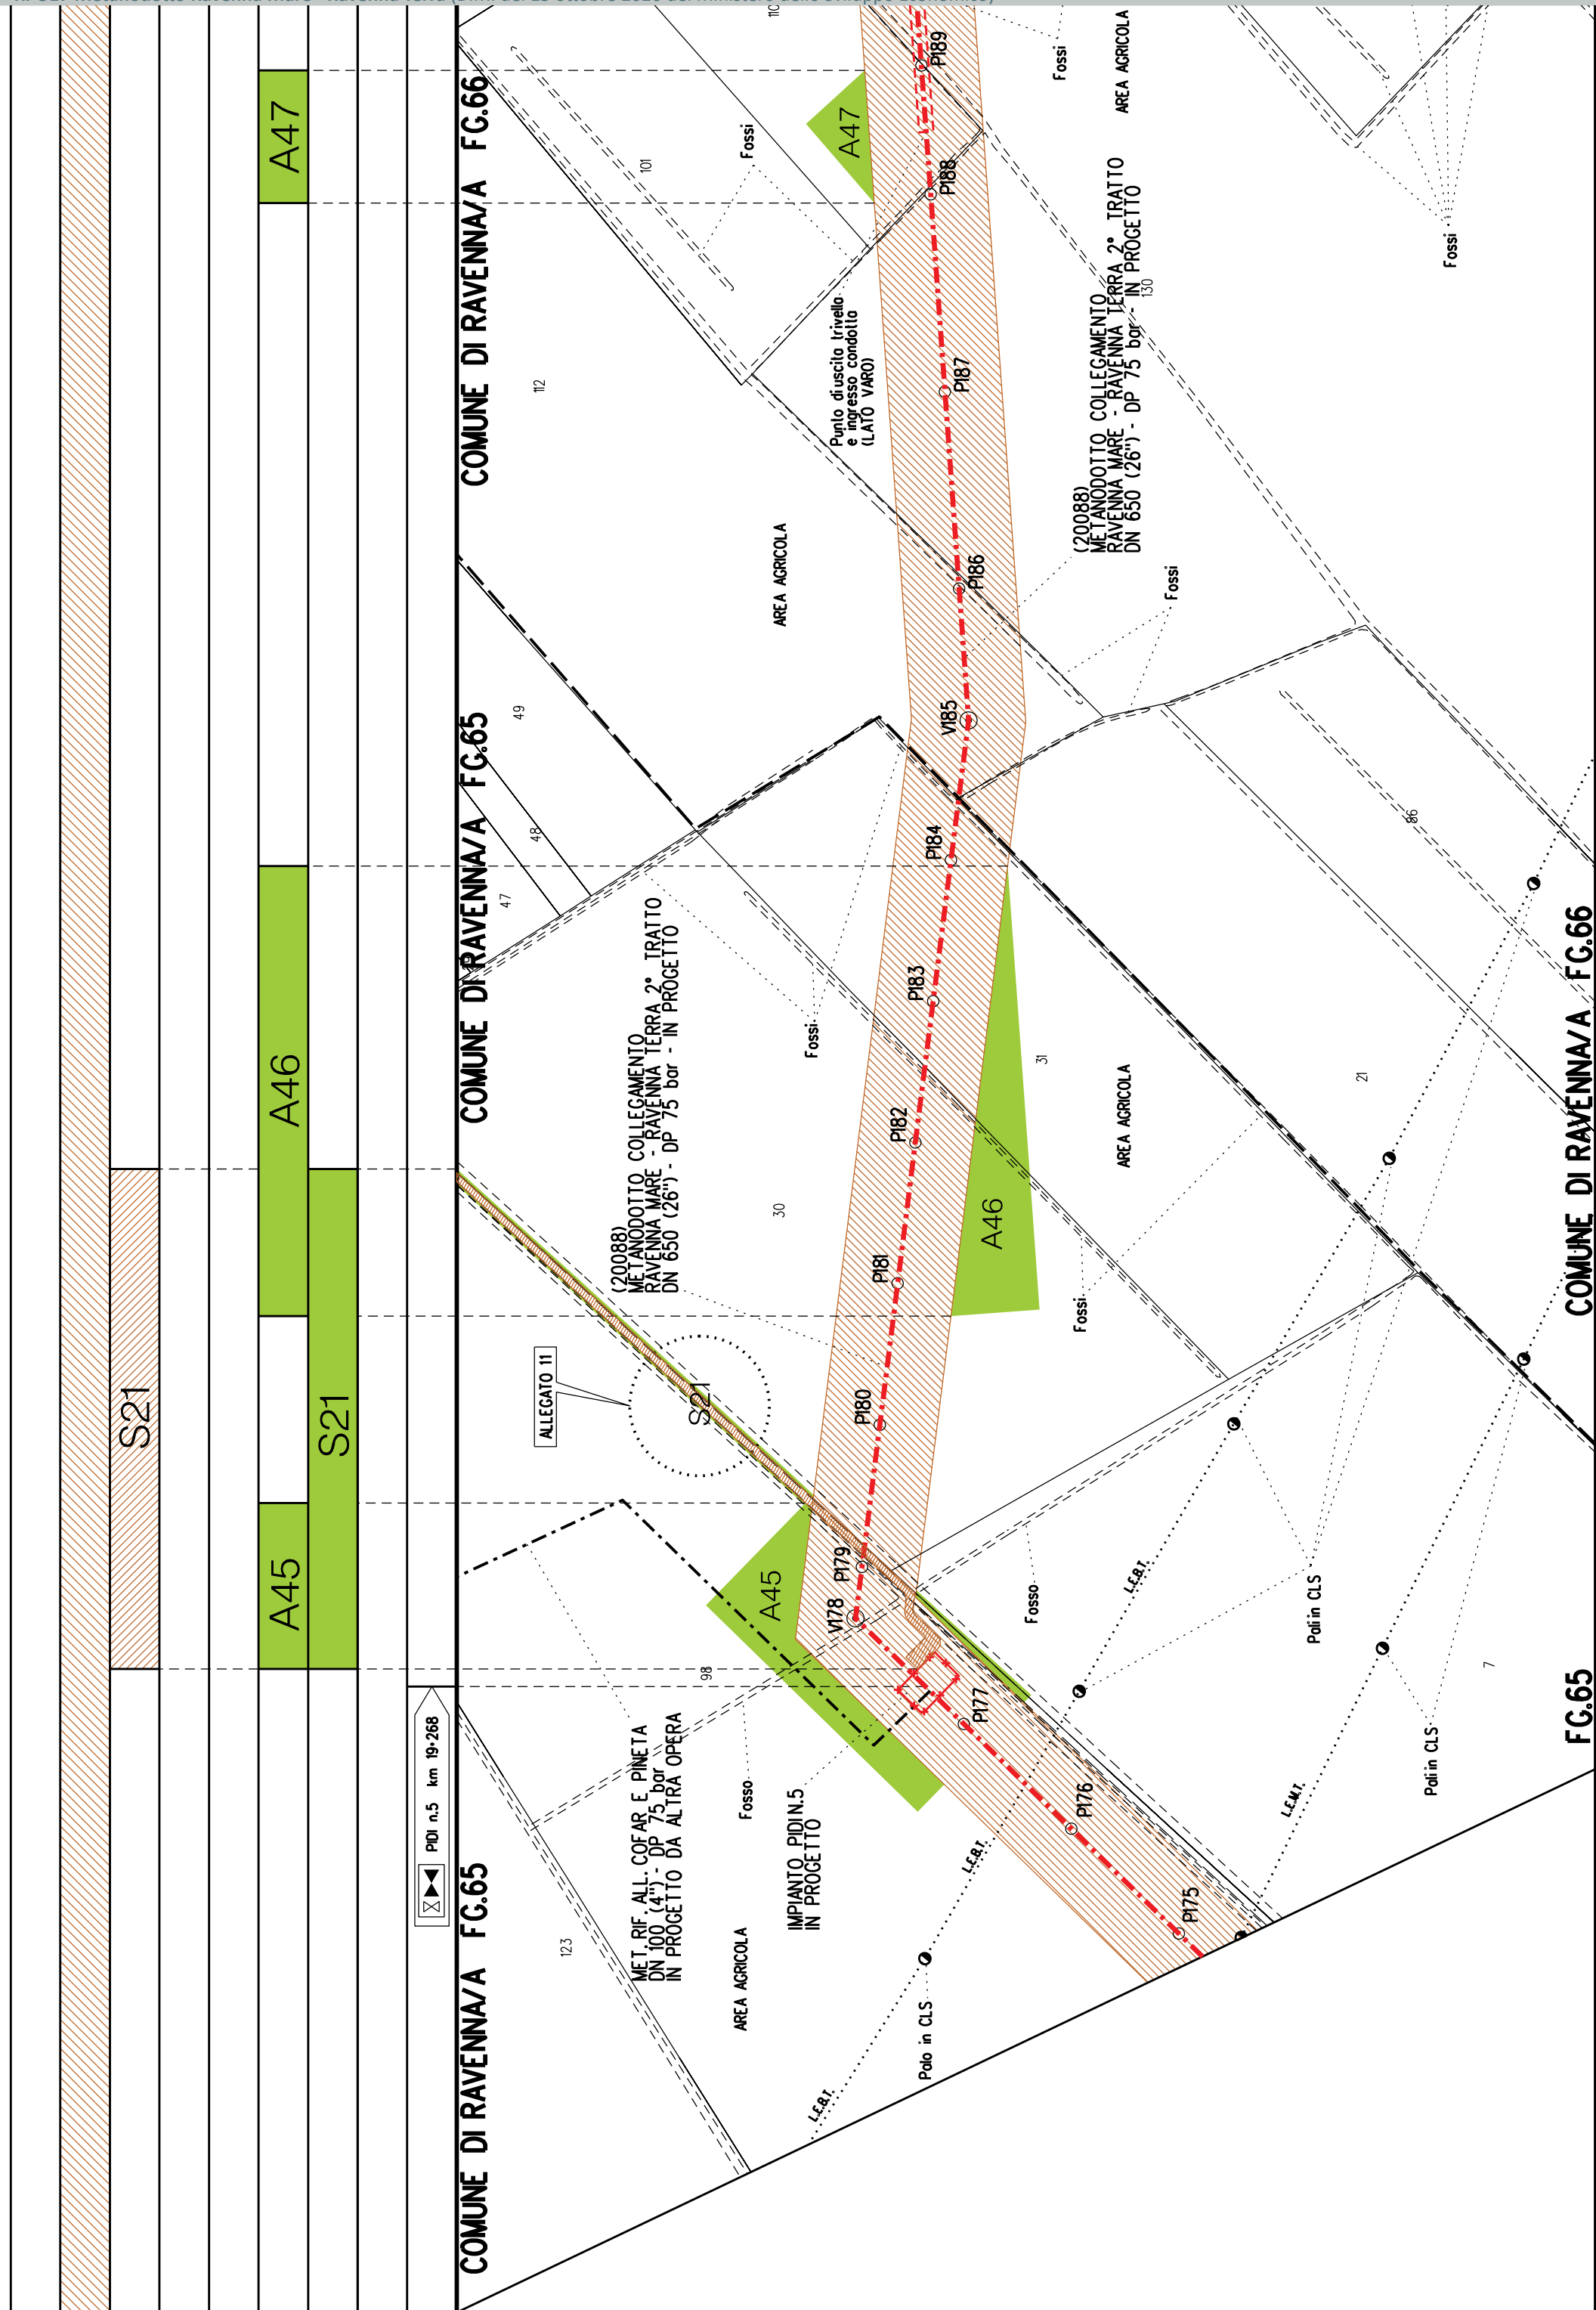 A47
A46
A45
S21
S21
PIDI n.5 km 19+268
COMUNE DI RAVENNA/A FG.65
COMUNE DI RAVENNA/A FG.65
COMUNE DI RAVENNA/A FG.66
123
98
47
48
49
112
101
110
ALLEGATO 11
S21
MET. RIF. ALL. COFAR E PINETA
DN 100 (4") - DP 75 bar
IN PROGETTO DA ALTRA OPERA
Fosso
AREA AGRICOLA
IMPIANTO PIDI N.5
IN PROGETTO
(20088)
METANODOTTO COLLEGAMENTO
RAVENNA MARE - RAVENNA TERRA 2° TRATTO
DN 650 (26") - DP 75 bar - IN PROGETTO
30
Fossi
AREA AGRICOLA
Fossi
Punto di uscita trivella
e ingresso condotta
(LATO VARO)
A45
A47
P175
P176
P177
V178
P179
P180
P181
P182
P183
P184
V185
P186
P187
P188
P189
A46
31
AREA AGRICOLA
Fossi
Fosso
(20088)
METANODOTTO COLLEGAMENTO
RAVENNA MARE - RAVENNA TERRA 2° TRATTO
DN 650 (26") - DP 75 bar - IN PROGETTO
130
Fossi
Fossi
AREA AGRICOLA
Fossi
L.E.B.T.
L.E.B.T.
L.E.B.T.
L.E.M.T.
Palo in CLS
Pali in CLS
Pali in CLS
7
21
86
FG.65
COMUNE DI RAVENNA/A FG.66